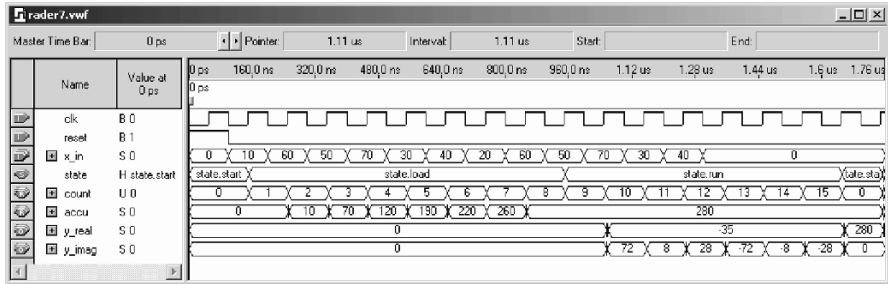 rader7.vwf
Master Time Bar: 0 ps Pointer: 1.11 us Interval: 1.11 us Start: End:
Name Value at 0 ps
0 ps 160.0 ns 320.0 ns 480.0 ns 640.0 ns 800.0 ns 960.0 ns 1.12 us 1.28 us 1.44 us 1.6 us 1.76 us
0 ps
clk B 0
reset B 1
x_in S 0 0 10 60 50 70 30 40 20 60 50 70 30 40 0
state H state.start state.start state.load state.run tate.sta
count U 0 0 1 2 3 4 5 6 7 8 9 10 11 12 13 14 15 0
accu S 0 0 10 70 120 190 220 260 280
y_real S 0 0 -35 280
y_imag S 0 0 72 8 28 -72 -8 -28 0